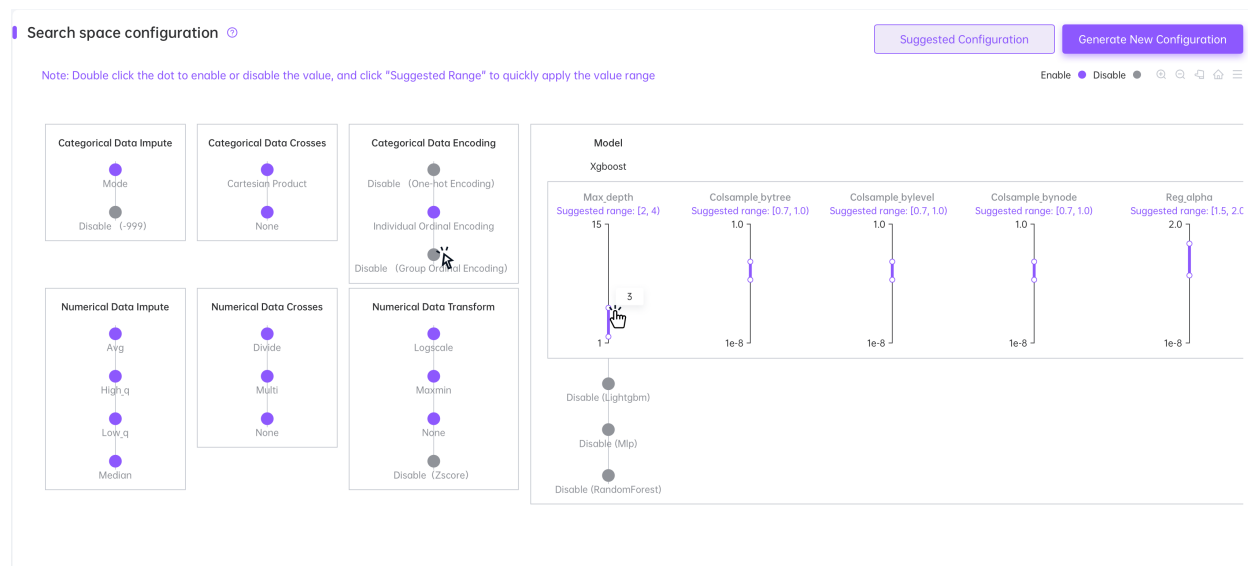 Search space configuration
Suggested Configuration
Generate New Configuration
Note: Double click the dot to enable or disable the value, and click "Suggested Range" to quickly apply the value range
Enable
Disable
Categorical Data Impute
Mode
Disable (-999)
Categorical Data Crosses
Cartesian Product
None
Categorical Data Encoding
Disable (One-hot Encoding)
Individual Ordinal Encoding
Disable (Group Ordinal Encoding)
Numerical Data Impute
Avg
High_q
Low_q
Median
Numerical Data Crosses
Divide
Multi
None
Numerical Data Transform
Logscale
Maxmin
None
Disable (Zscore)
Model
Xgboost
Max_depth
Suggested range: [2, 4)
15
3
1
Colsample_bytree
Suggested range: [0.7, 1.0)
1.0
1e-8
Colsample_bylevel
Suggested range: [0.7, 1.0)
1.0
1e-8
Colsample_bynode
Suggested range: [0.7, 1.0)
1.0
1e-8
Reg_alpha
Suggested range: [1.5, 2.0
2.0
1e-8
Disable (Lightgbm)
Disable (Mlp)
Disable (RandomForest)